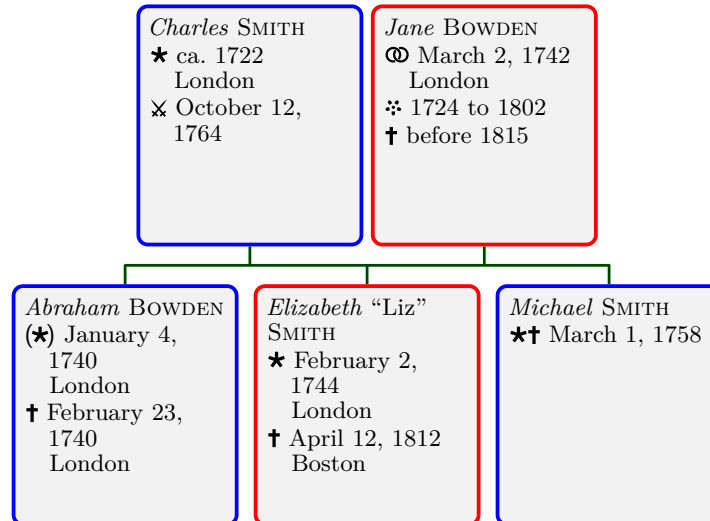 Charles SMITH
* ca. 1722
London
⚔ October 12,
1764
Jane BOWDEN
⚭ March 2, 1742
London
⁘ 1724 to 1802
† before 1815
Abraham BOWDEN
(*) January 4,
1740
London
† February 23,
1740
London
Elizabeth “Liz”
SMITH
* February 2,
1744
London
† April 12, 1812
Boston
Michael SMITH
*† March 1, 1758